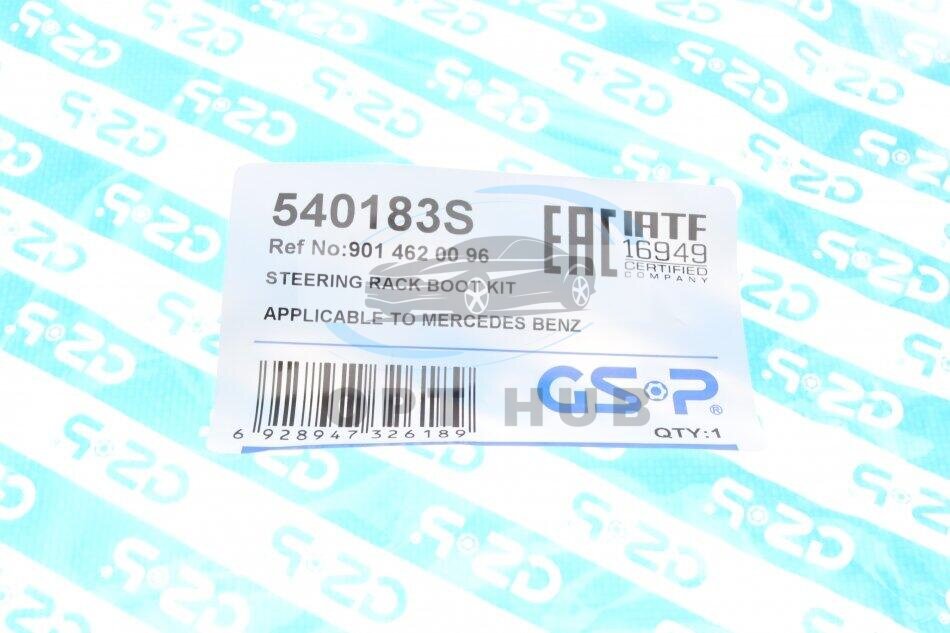 540183S
Ref No:901 462 00 96
STEERING RACK BOOT KIT
APPLICABLE TO MERCEDES BENZ
EAC
IATF
16949
CERTIFIED
COMPANY
GSP®
OPT HUB
6 928947 326189
QTY:1